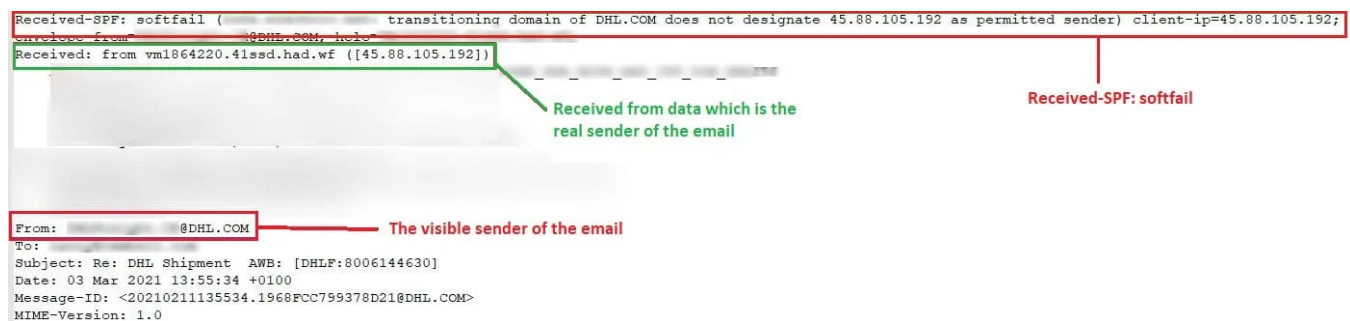 Received-SPF: softfail ( transitioning domain of DHL.COM does not designate 45.88.105.192 as permitted sender) client-ip=45.88.105.192;
envelope-from= @DHL.COM; helo=
Received: from vm1864220.41ssd.had.wf ([45.88.105.192])
Received-SPF: softfail
Received from data which is the
real sender of the email
From: @DHL.COM
The visible sender of the email
To:
Subject: Re: DHL Shipment AWB: [DHLF:8006144630]
Date: 03 Mar 2021 13:55:34 +0100
Message-ID: <20210211135534.1968FCC799378D21@DHL.COM>
MIME-Version: 1.0